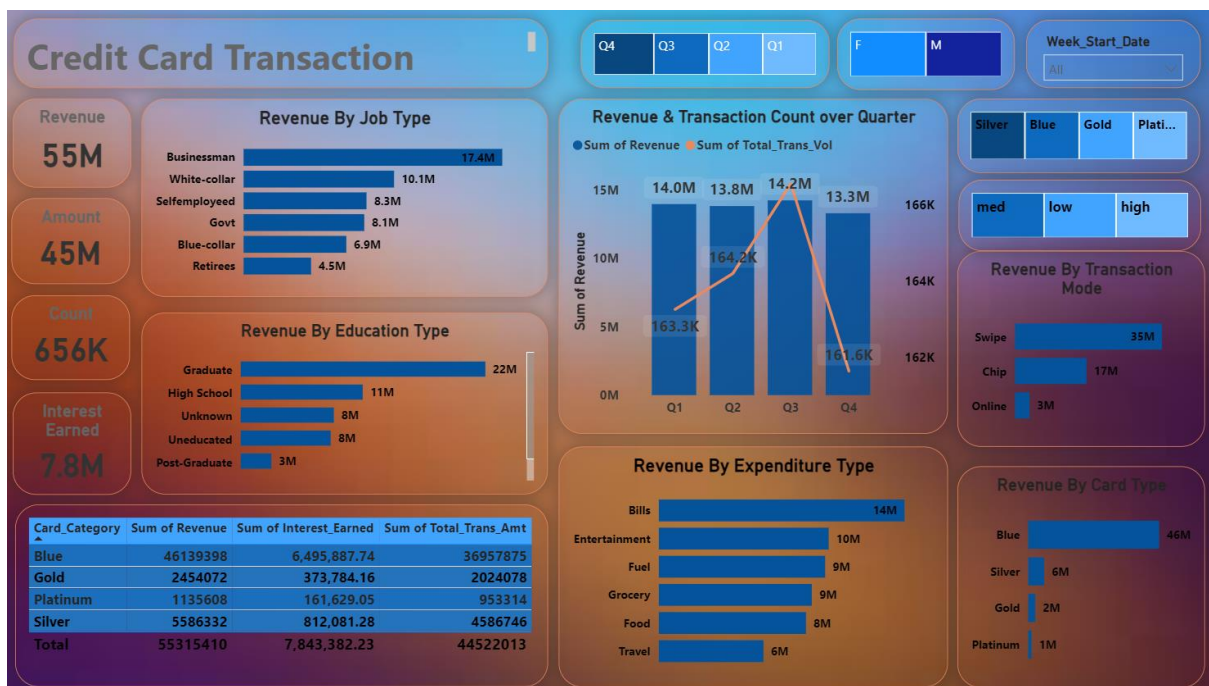 Credit Card Transaction
Q4 Q3 Q2 Q1
F M
Week_Start_Date
All
Revenue
55M
Amount
45M
Count
656K
Interest
Earned
7.8M
Revenue By Job Type
Businessman 17.4M
White-collar 10.1M
Selfemployeed 8.3M
Govt 8.1M
Blue-collar 6.9M
Retirees 4.5M
Revenue By Education Type
Graduate 22M
High School 11M
Unknown 8M
Uneducated 8M
Post-Graduate 3M
Card_Category Sum of Revenue Sum of Interest_Earned Sum of Total_Trans_Amt
Blue 46139398 6,495,887.74 36957875
Gold 2454072 373,784.16 2024078
Platinum 1135608 161,629.05 953314
Silver 5586332 812,081.28 4586746
Total 55315410 7,843,382.23 44522013
Revenue & Transaction Count over Quarter
Sum of Revenue Sum of Total_Trans_Vol
Sum of Revenue
15M
10M
5M
0M
14.0M 13.8M 14.2M 13.3M
163.3K 164.2K 161.6K
166K
164K
162K
Q1 Q2 Q3 Q4
Revenue By Expenditure Type
Bills 14M
Entertainment 10M
Fuel 9M
Grocery 9M
Food 8M
Travel 6M
Silver Blue Gold Plati...
med low high
Revenue By Transaction
Mode
Swipe 35M
Chip 17M
Online 3M
Revenue By Card Type
Blue 46M
Silver 6M
Gold 2M
Platinum 1M